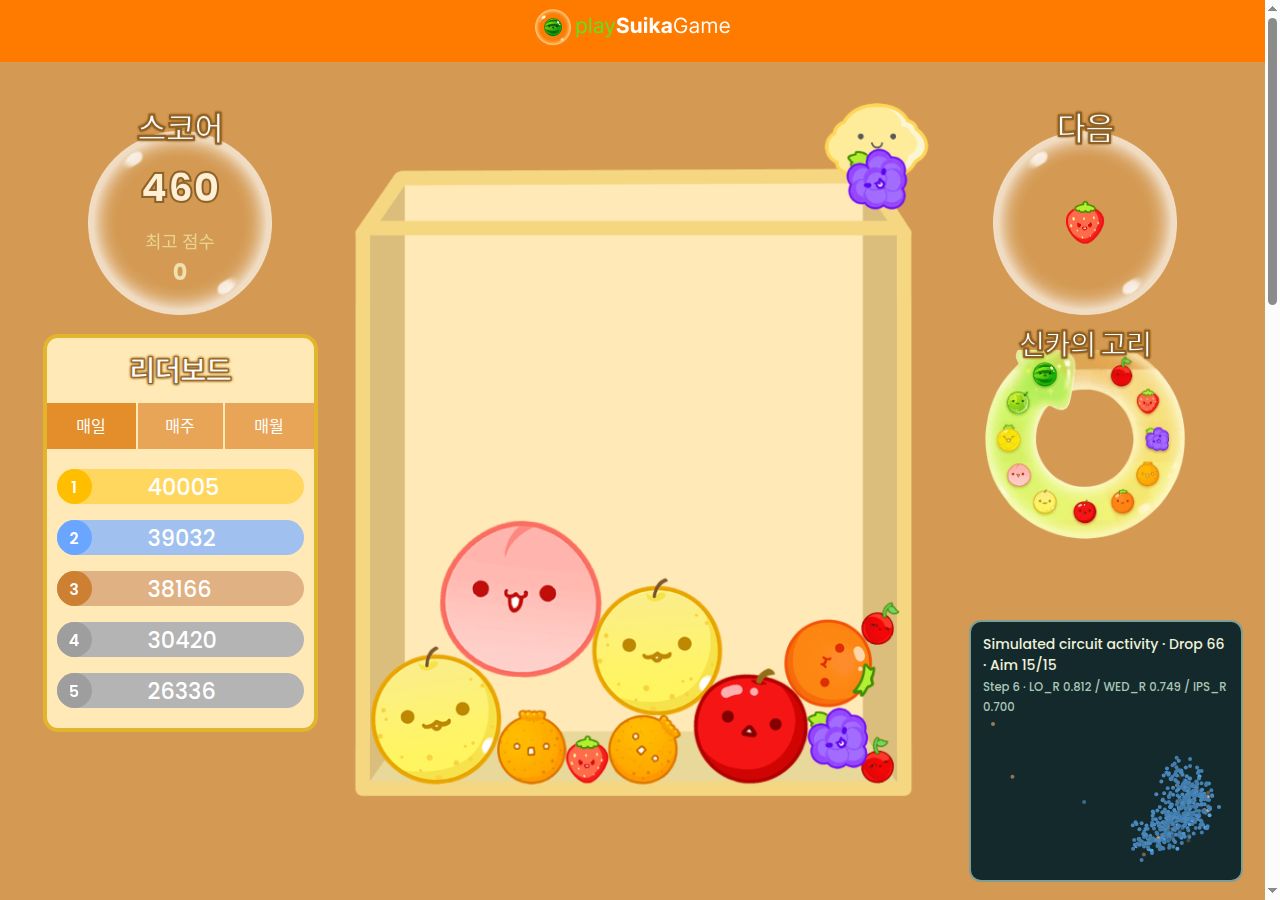 playSuikaGame
스코어
460
최고 점수
0
리더보드
매일 매주 매월
1 40005
2 39032
3 38166
4 30420
5 26336
다음
신카의 고리
Simulated circuit activity · Drop 66
· Aim 15/15
Step 6 · LO_R 0.812 / WED_R 0.749 / IPS_R
0.700